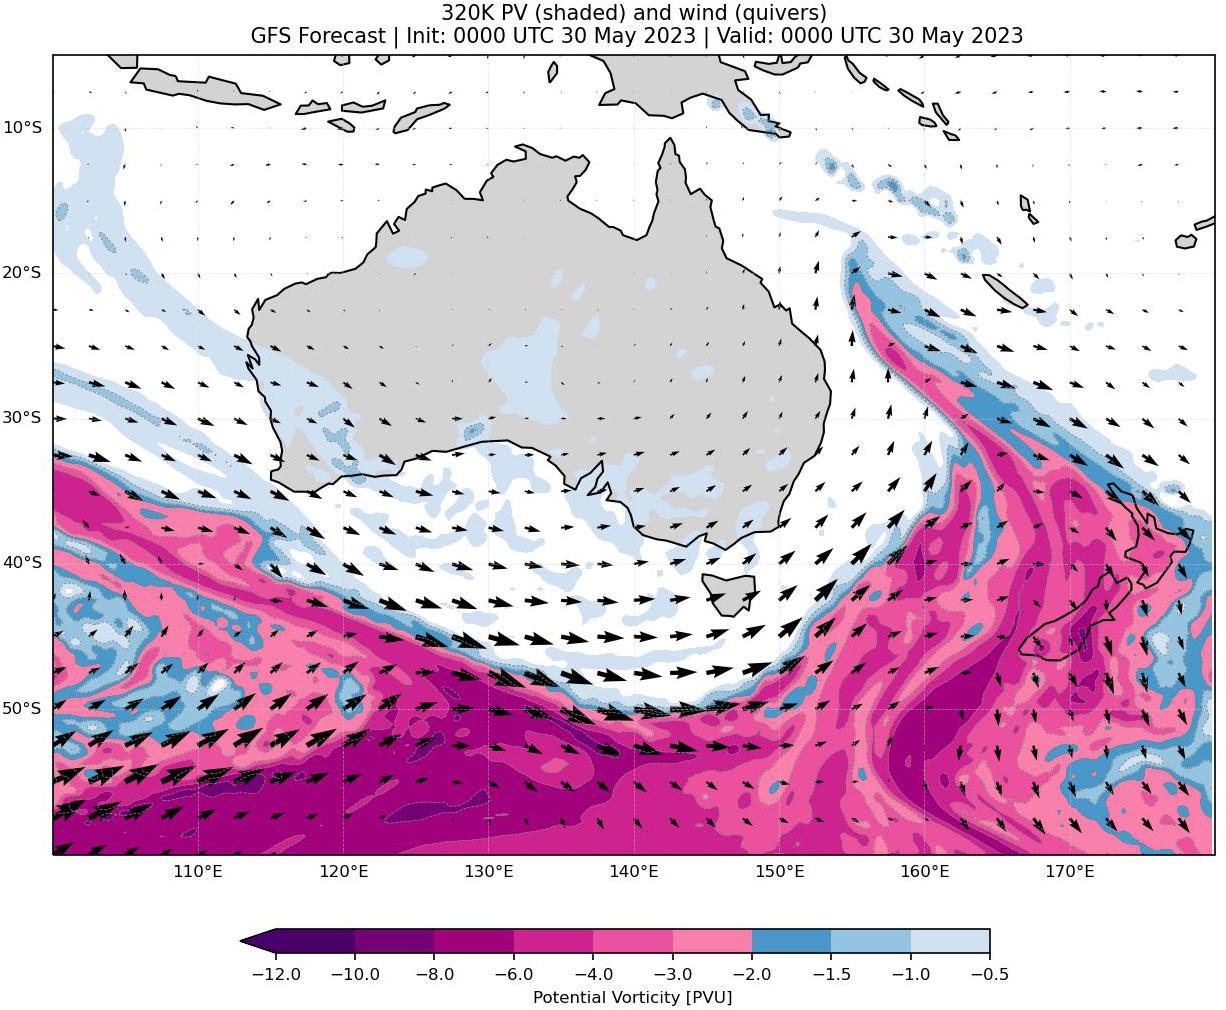 320K PV (shaded) and wind (quivers)
GFS Forecast | Init: 0000 UTC 30 May 2023 | Valid: 0000 UTC 30 May 2023
10°S
20°S
30°S
40°S
50°S
110°E 120°E 130°E 140°E 150°E 160°E 170°E
−12.0 −10.0 −8.0 −6.0 −4.0 −3.0 −2.0 −1.5 −1.0 −0.5
Potential Vorticity [PVU]